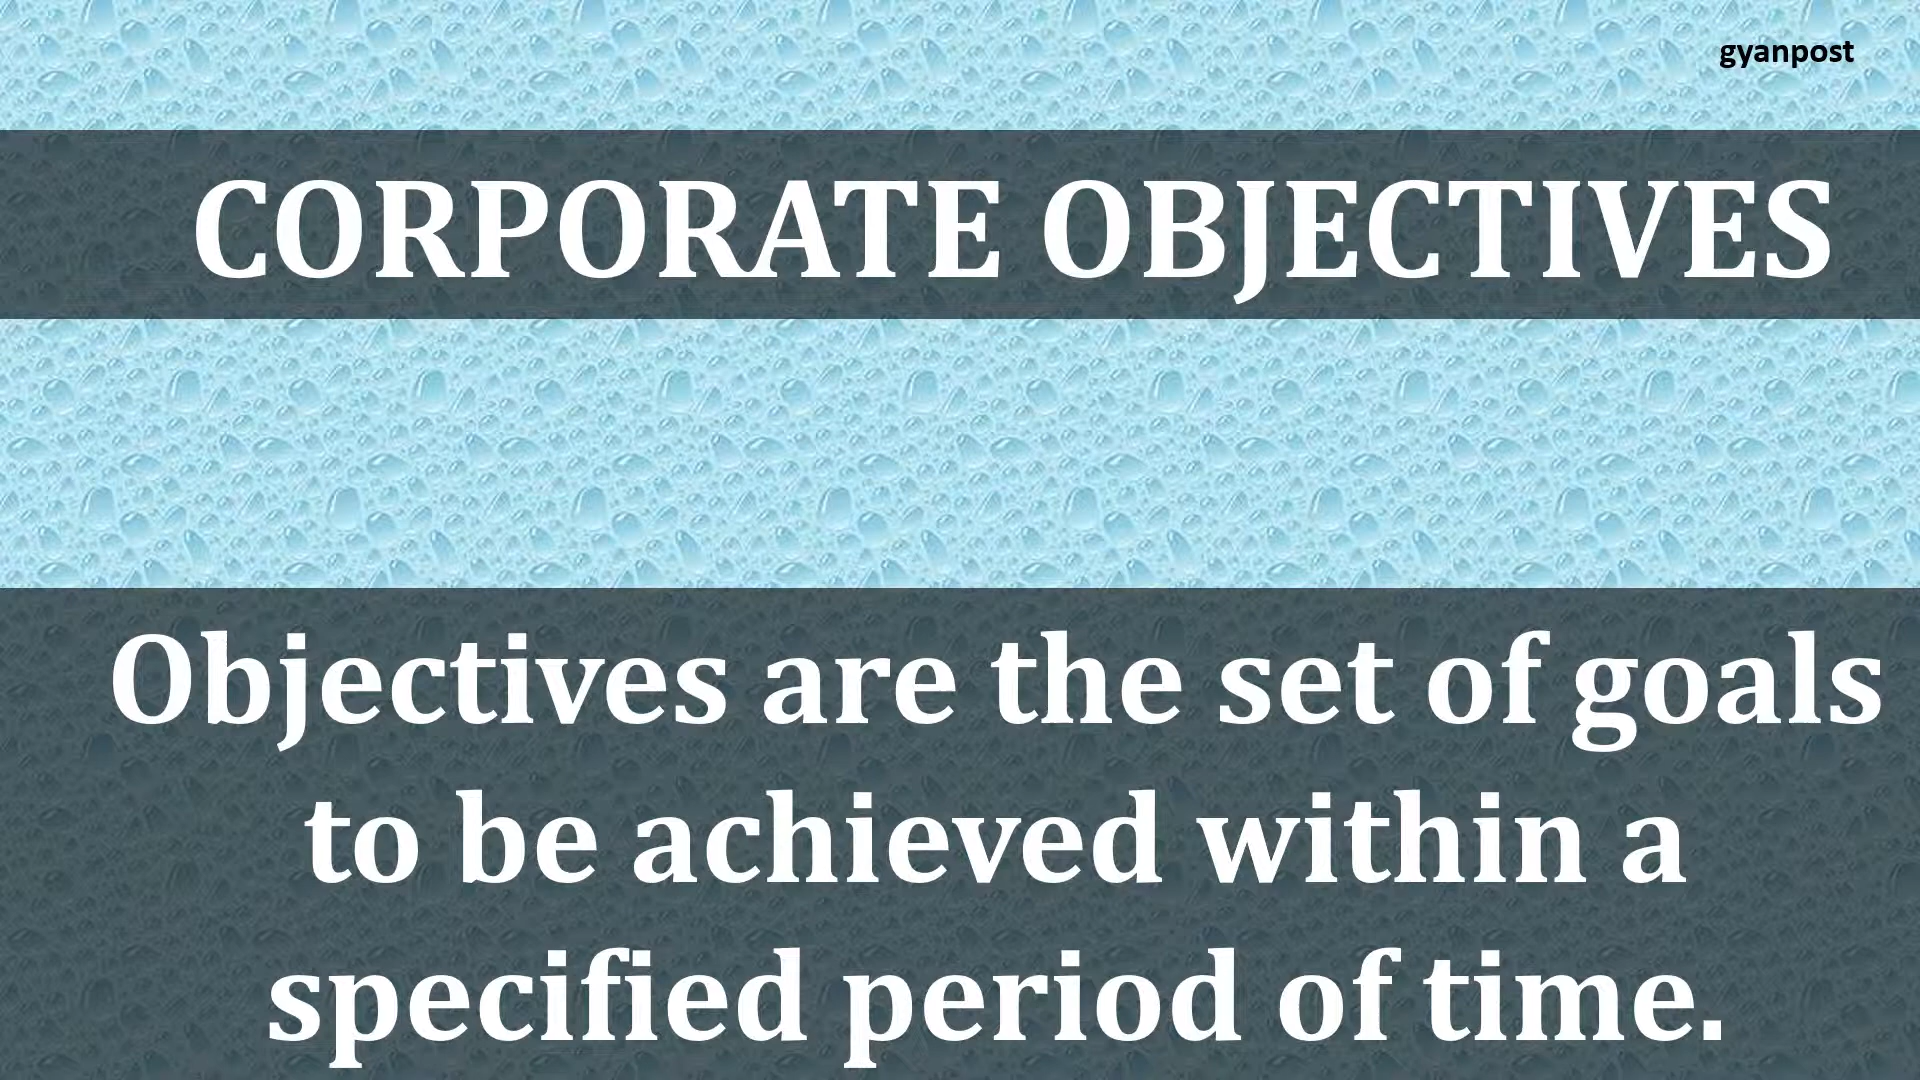 gyanpost
CORPORATE OBJECTIVES
Objectives are the set of goals
to be achieved within a
specified period of time.